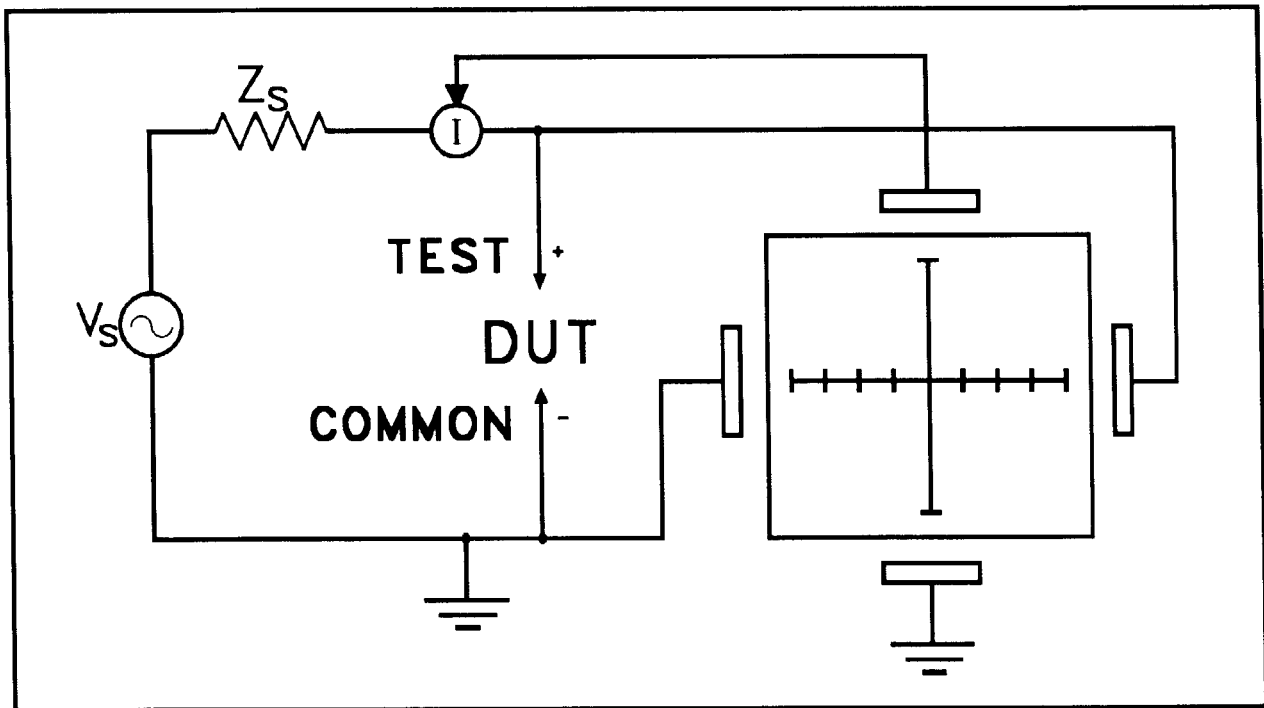 Zs
I
TEST +
Vs
DUT
COMMON -